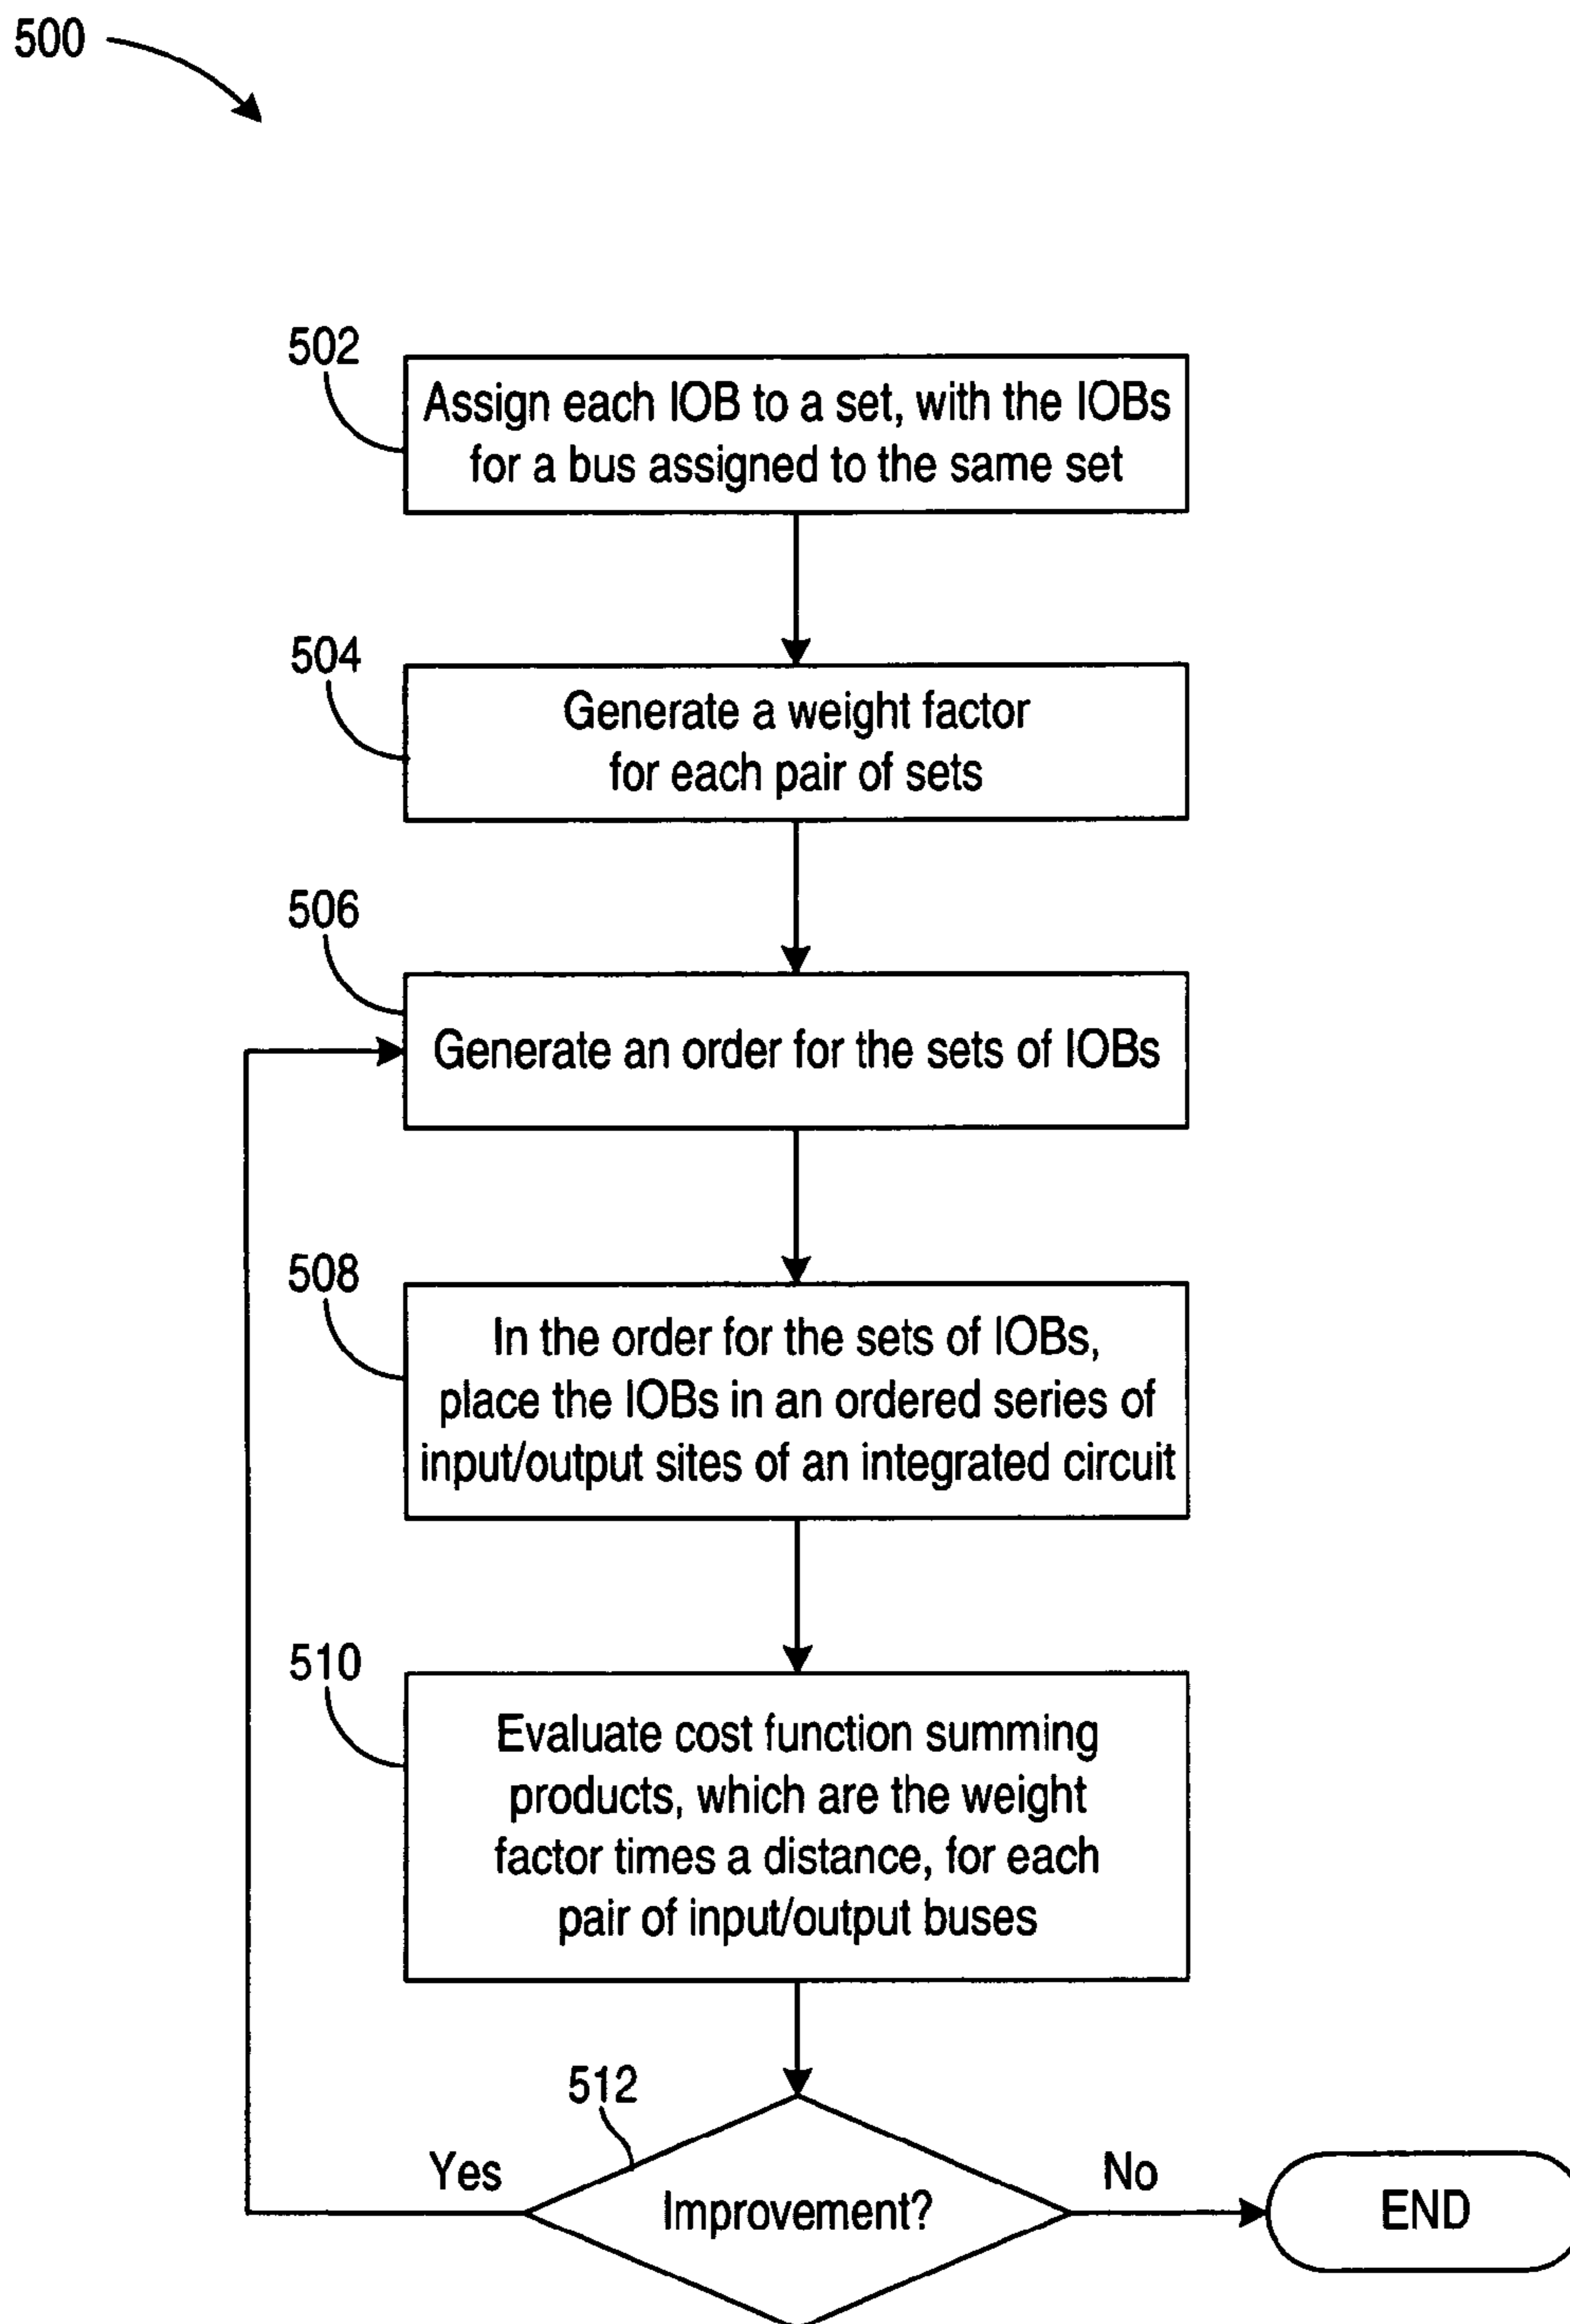 500
502
Assign each IOB to a set, with the IOBs
for a bus assigned to the same set
504
Generate a weight factor
for each pair of sets
506
Generate an order for the sets of IOBs
508
In the order for the sets of IOBs,
place the IOBs in an ordered series of
input/output sites of an integrated circuit
510
Evaluate cost function summing
products, which are the weight
factor times a distance, for each
pair of input/output buses
512
Yes
Improvement?
No
END